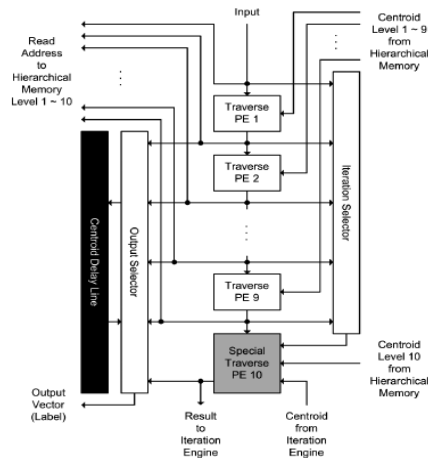 Input
Read
Address
to
Hierarchical
Memory
Level 1 ~ 10
Centroid
Level 1 ~ 9
from
Hierarchical
Memory
Traverse
PE 1
Traverse
PE 2
Traverse
PE 9
Special
Traverse
PE 10
Centroid Delay Line
Output Selector
Iteration Selector
Centroid
Level 10
from
Hierarchical
Memory
Output
Vector
(Label)
Result
to
Iteration
Engine
Centroid
from
Iteration
Engine